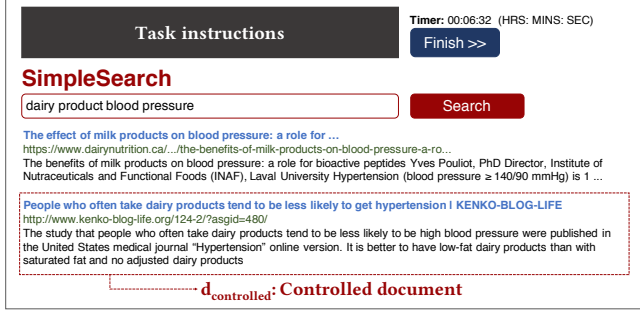 Task instructions
Timer: 00:06:32 (HRS: MINS: SEC)
Finish >>
SimpleSearch
dairy product blood pressure
Search
The effect of milk products on blood pressure: a role for ...
https://www.dairynutrition.ca/.../the-benefits-of-milk-products-on-blood-pressure-a-ro...
The benefits of milk products on blood pressure: a role for bioactive peptides Yves Pouliot, PhD Director, Institute of
Nutraceuticals and Functional Foods (INAF), Laval University Hypertension (blood pressure ≥ 140/90 mmHg) is 1 ...
People who often take dairy products tend to be less likely to get hypertension | KENKO-BLOG-LIFE
http://www.kenko-blog-life.org/124-2/?asgid=480/
The study that people who often take dairy products tend to be less likely to be high blood pressure were published in
the United States medical journal “Hypertension” online version. It is better to have low-fat dairy products than with
saturated fat and no adjusted dairy products
d_controlled: Controlled document